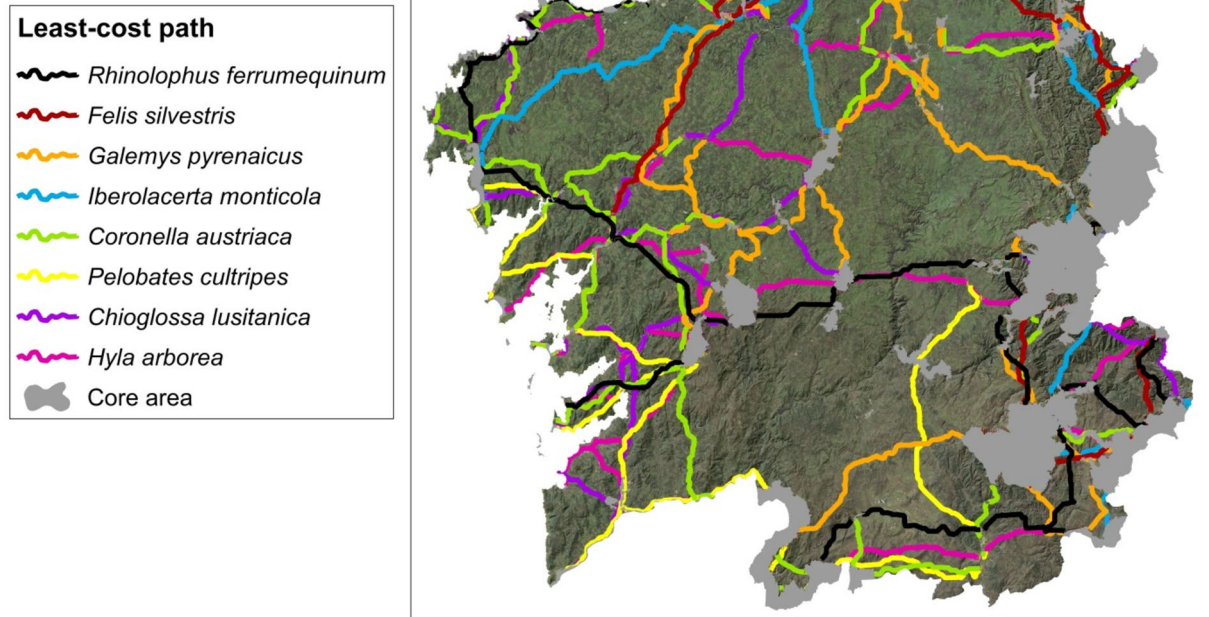 Least-cost path
Rhinolophus ferrumequinum
Felis silvestris
Galemys pyrenaicus
Iberolacerta monticola
Coronella austriaca
Pelobates cultripes
Chioglossa lusitanica
Hyla arborea
Core area